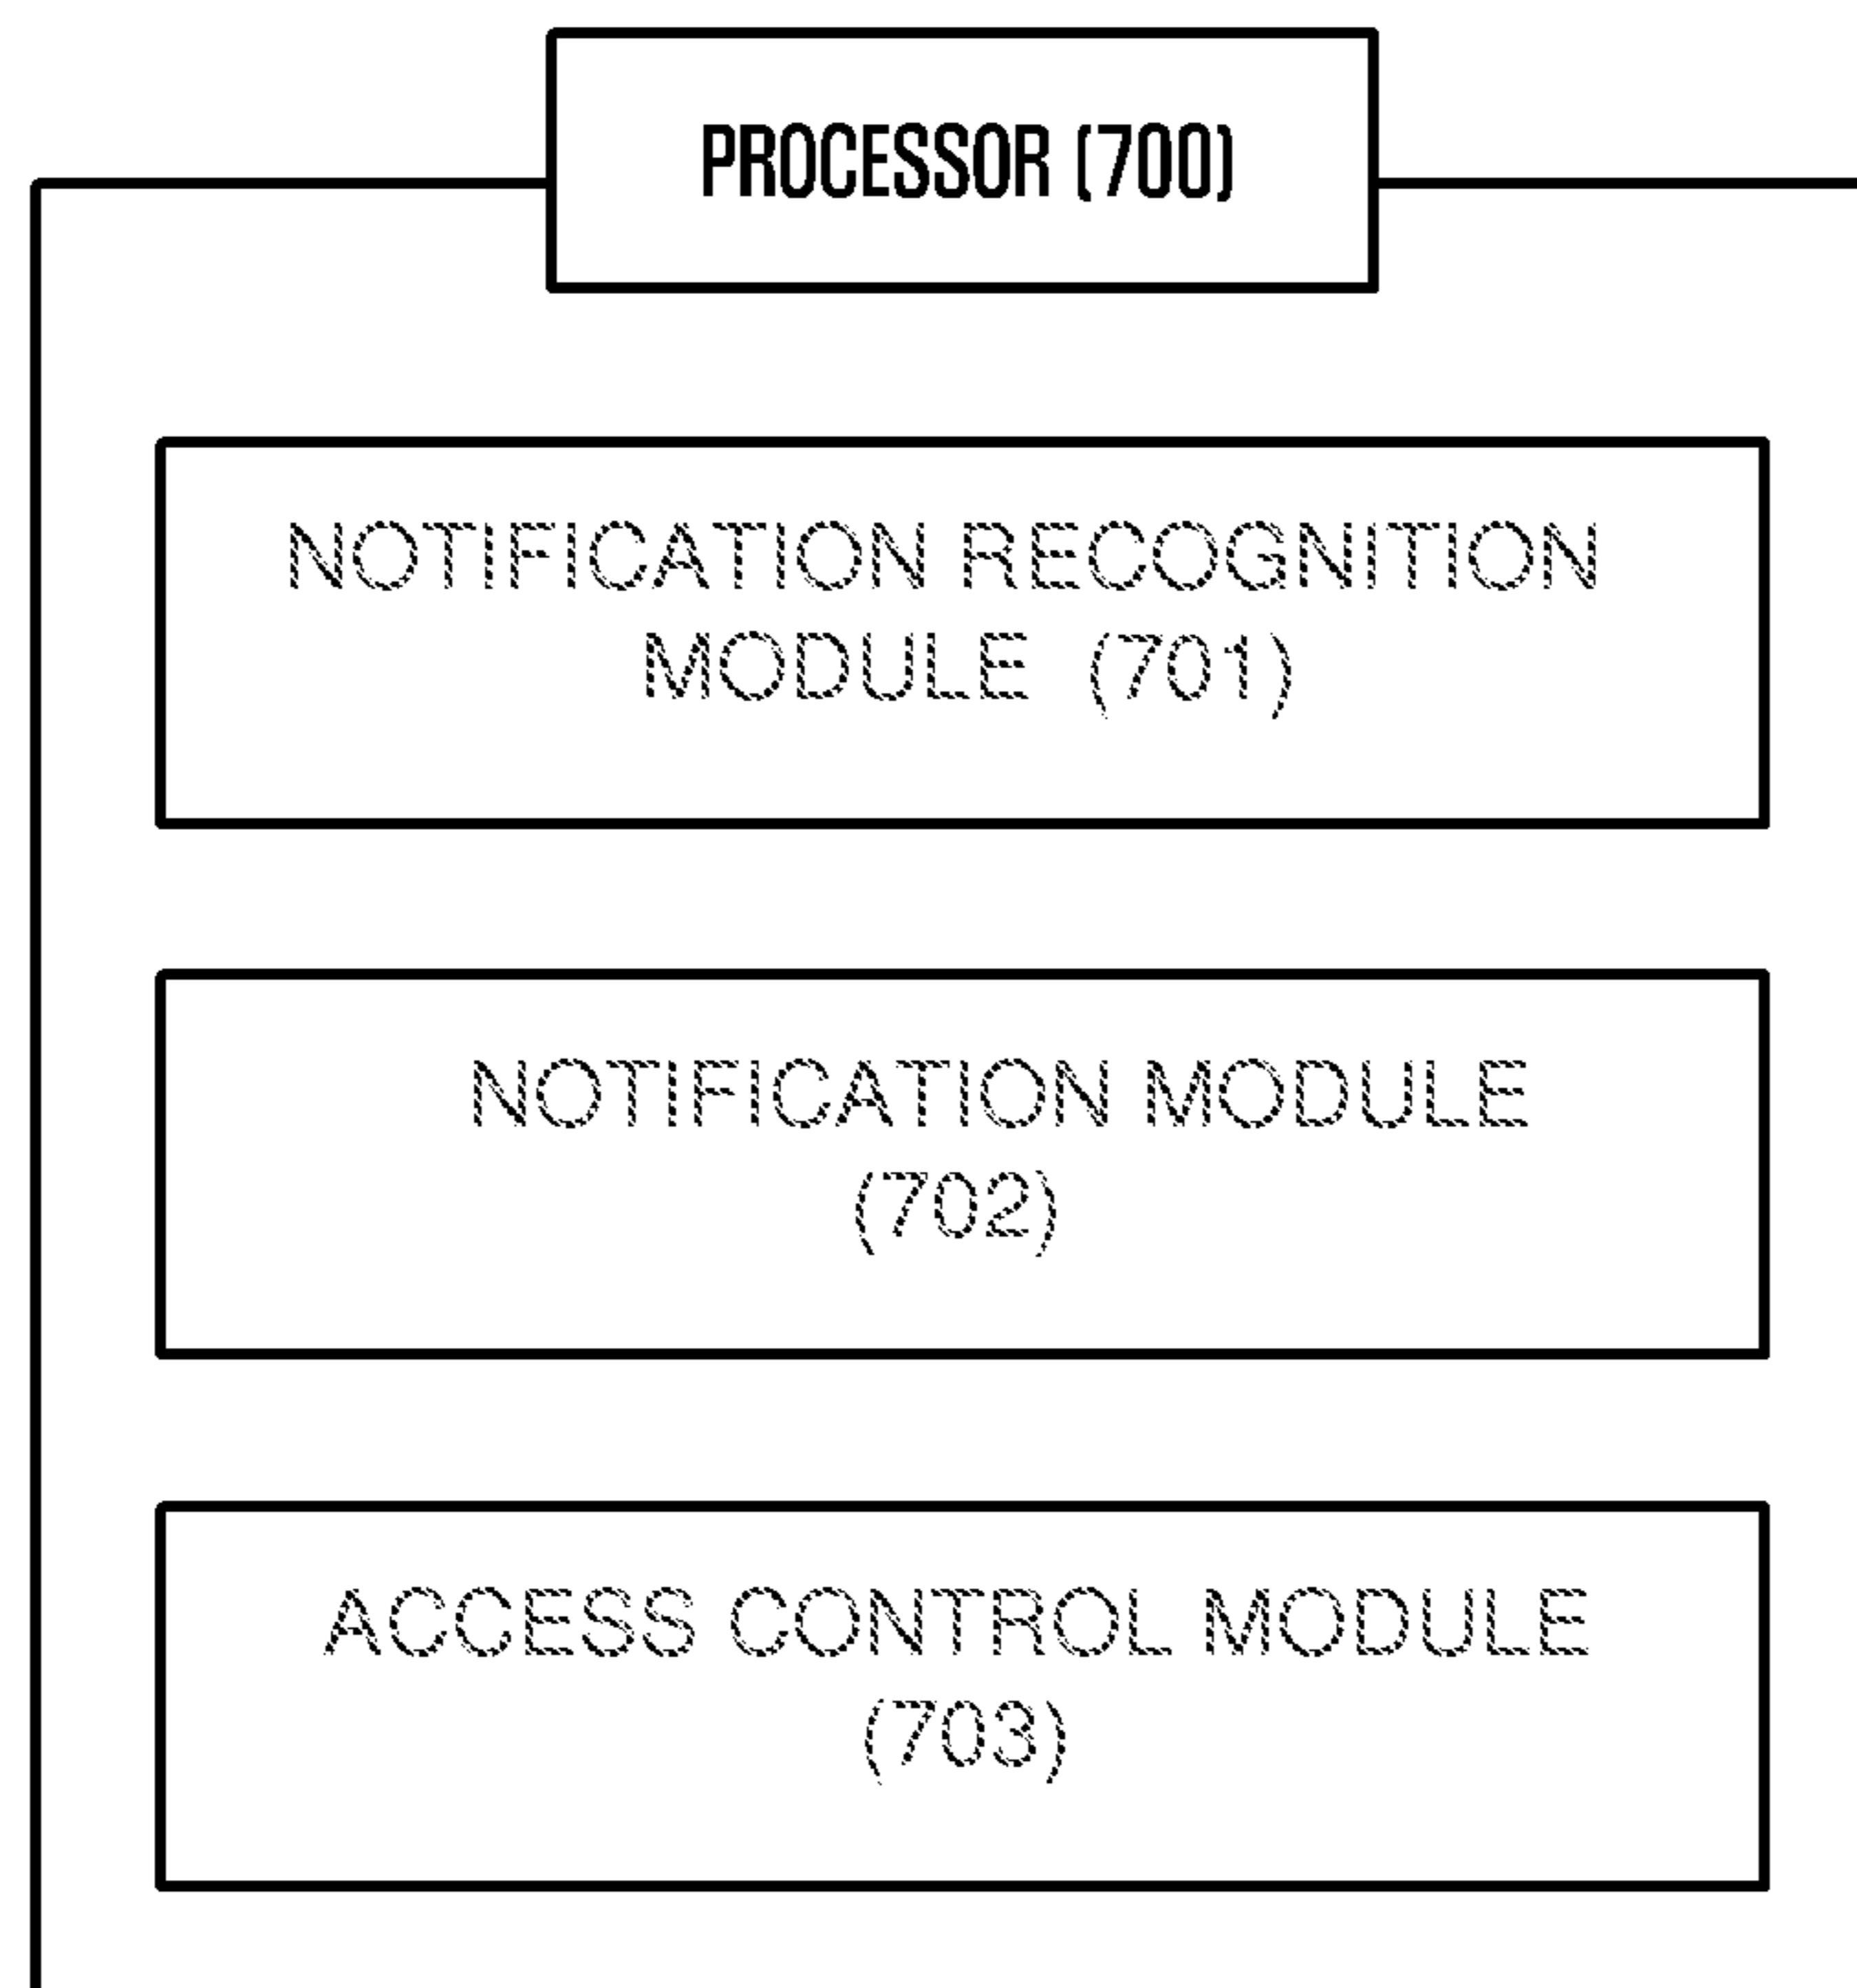 PROCESSOR (700)
NOTIFICATION RECOGNITION
MODULE (701)
NOTIFICATION MODULE
(702)
ACCESS CONTROL MODULE
(703)